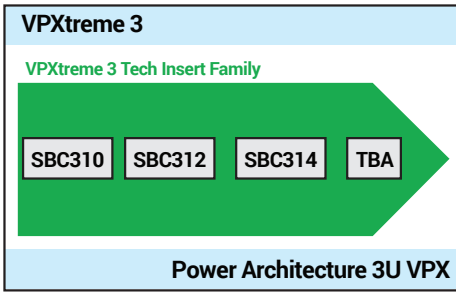 VPXtreme 3
VPXtreme 3 Tech Insert Family
SBC310 SBC312 SBC314 TBA
Power Architecture 3U VPX